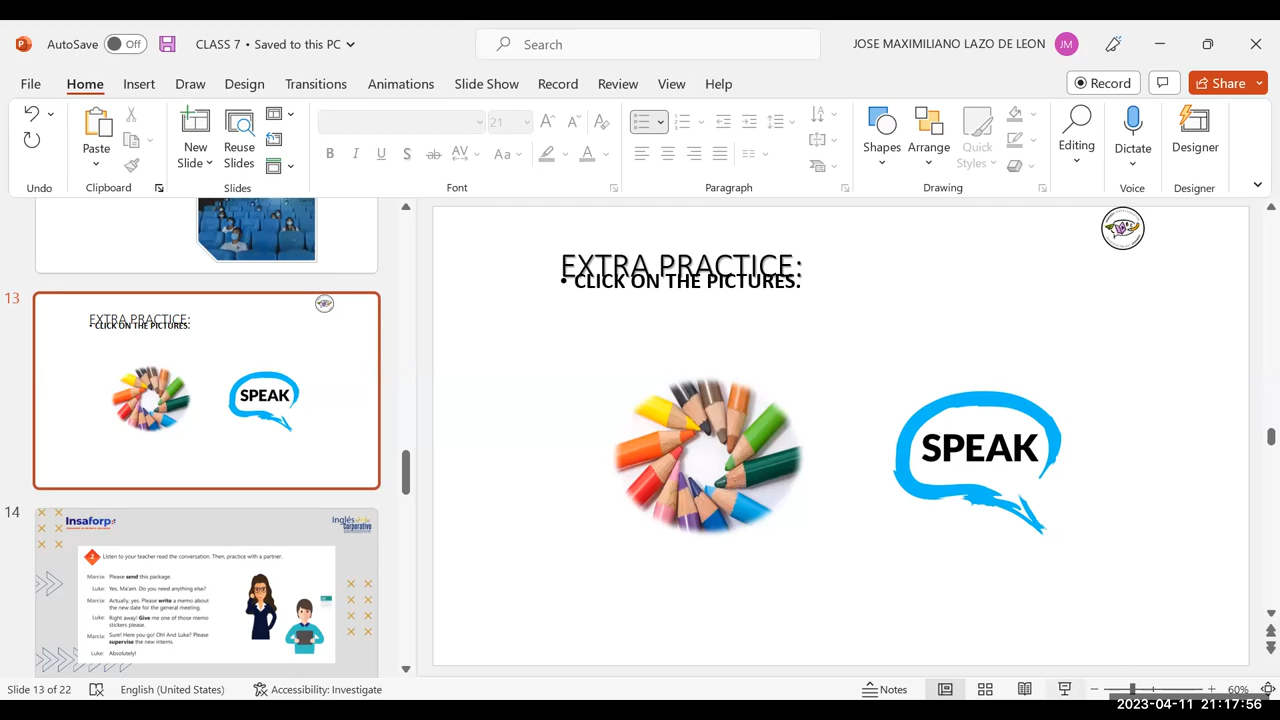 AutoSave Off CLASS 7 • Saved to this PC Search JOSE MAXIMILIANO LAZO DE LEON JM
File Home Insert Draw Design Transitions Animations Slide Show Record Review View Help Record Share
21
Paste New Slide Reuse Slides B I U S ab AV Aa A Shapes Arrange Quick Styles Editing Dictate Designer
Undo Clipboard Slides Font Paragraph Drawing Voice Designer
13
EXTRA PRACTICE:
• CLICK ON THE PICTURES.
SPEAK
14
Insaforp Inglés Corporativo
2 Listen to your teacher read the conversation. Then, practice with a partner.
Marcia: Please send this package.
Luke: Yes, Ma'am. Do you need anything else?
Marcia: Actually, yes. Please write a memo about
the new date for the general meeting.
Luke: Right away! Give me one of those memo
stickers please.
Marcia: Sure! Here you go! Oh! And Luke? Please
supervise the new interns.
Luke: Absolutely!
EXTRA PRACTICE:
• CLICK ON THE PICTURES.
SPEAK
Slide 13 of 22 English (United States) Accessibility: Investigate Notes 60%
2023-04-11 21:17:56